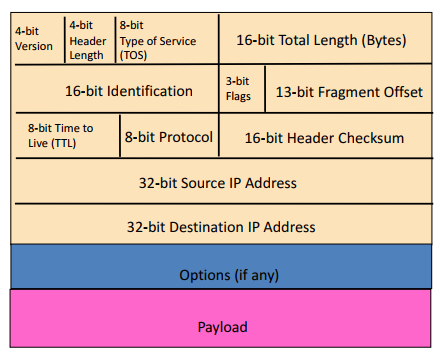 4-bit
Version
4-bit
Header
Length
8-bit
Type of Service
(TOS)
16-bit Total Length (Bytes)
16-bit Identification
3-bit
Flags
13-bit Fragment Offset
8-bit Time to
Live (TTL)
8-bit Protocol
16-bit Header Checksum
32-bit Source IP Address
32-bit Destination IP Address
Options (if any)
Payload